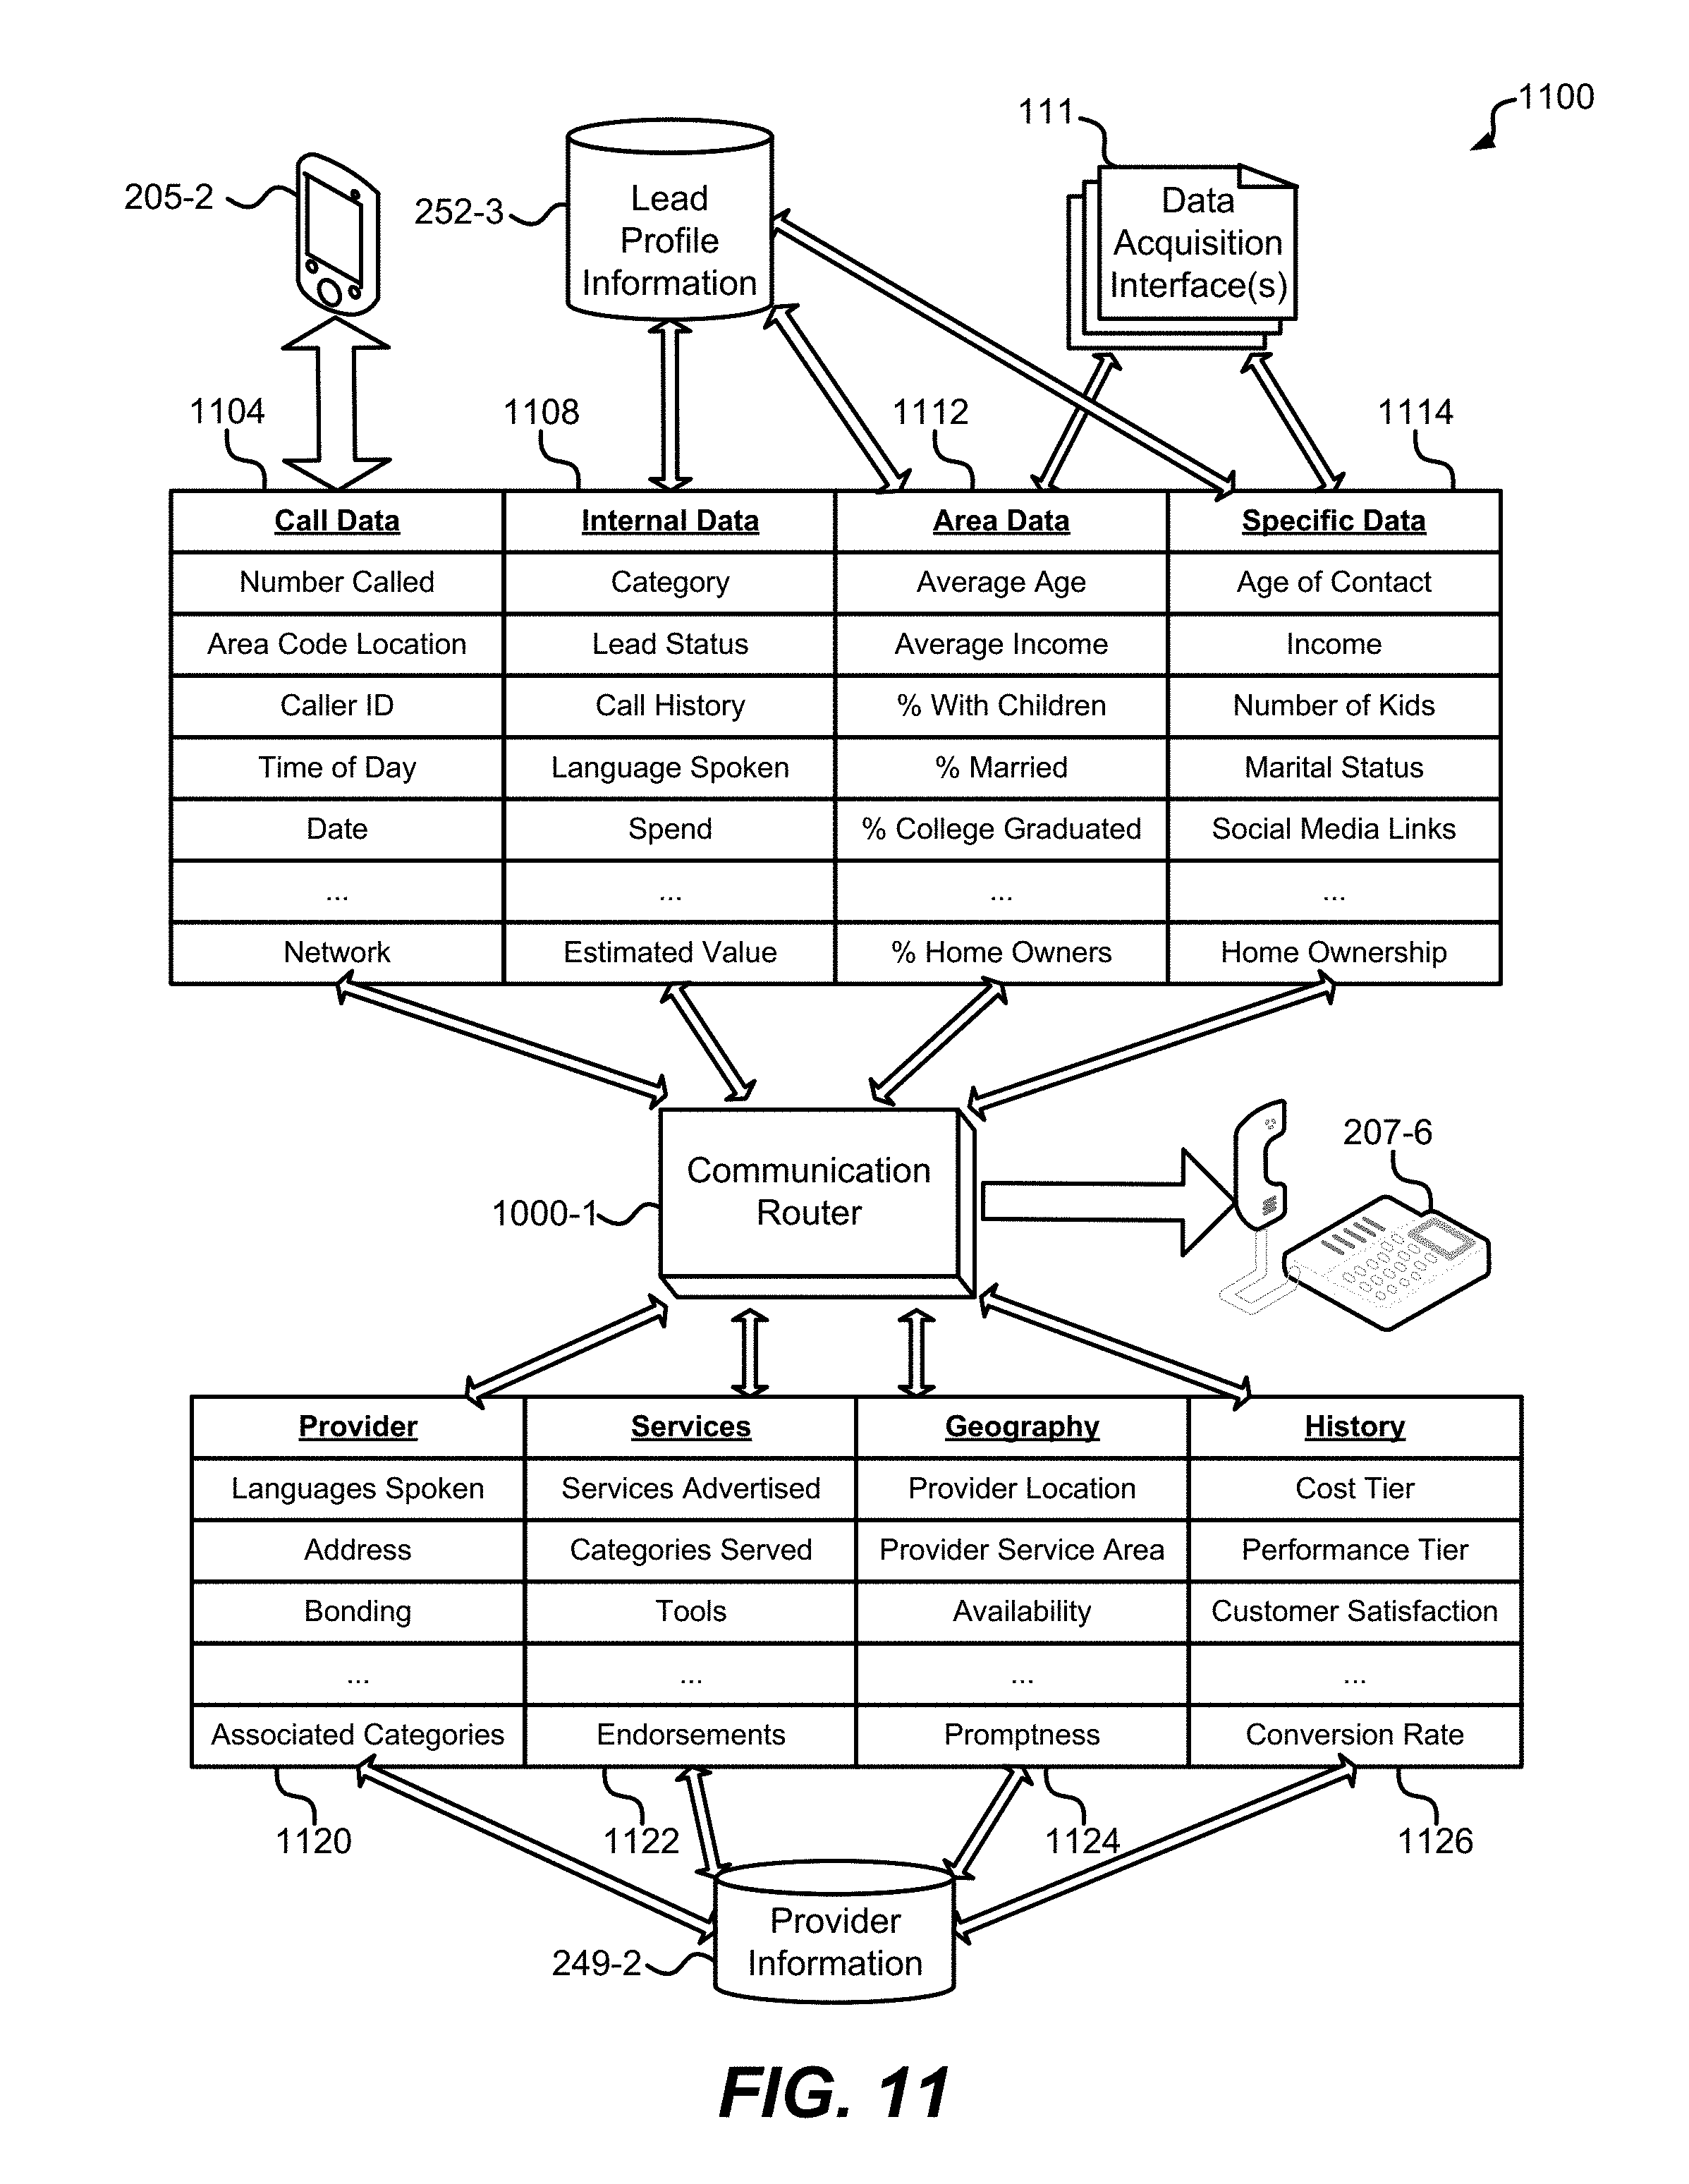 1100
111
205-2
252-3
Lead
Profile
Information
Data
Acquisition
Interface(s)
1104
1108
1112
1114
Call Data
Internal Data
Area Data
Specific Data
Number Called
Category
Average Age
Age of Contact
Area Code Location
Lead Status
Average Income
Income
Caller ID
Call History
% With Children
Number of Kids
Time of Day
Language Spoken
% Married
Marital Status
Date
Spend
% College Graduated
Social Media Links
...
...
...
...
Network
Estimated Value
% Home Owners
Home Ownership
Communication
Router
1000-1
207-6
Provider
Services
Geography
History
Languages Spoken
Services Advertised
Provider Location
Cost Tier
Address
Categories Served
Provider Service Area
Performance Tier
Bonding
Tools
Availability
Customer Satisfaction
...
...
...
...
Associated Categories
Endorsements
Promptness
Conversion Rate
1120
1122
1124
1126
Provider
Information
249-2
FIG. 11